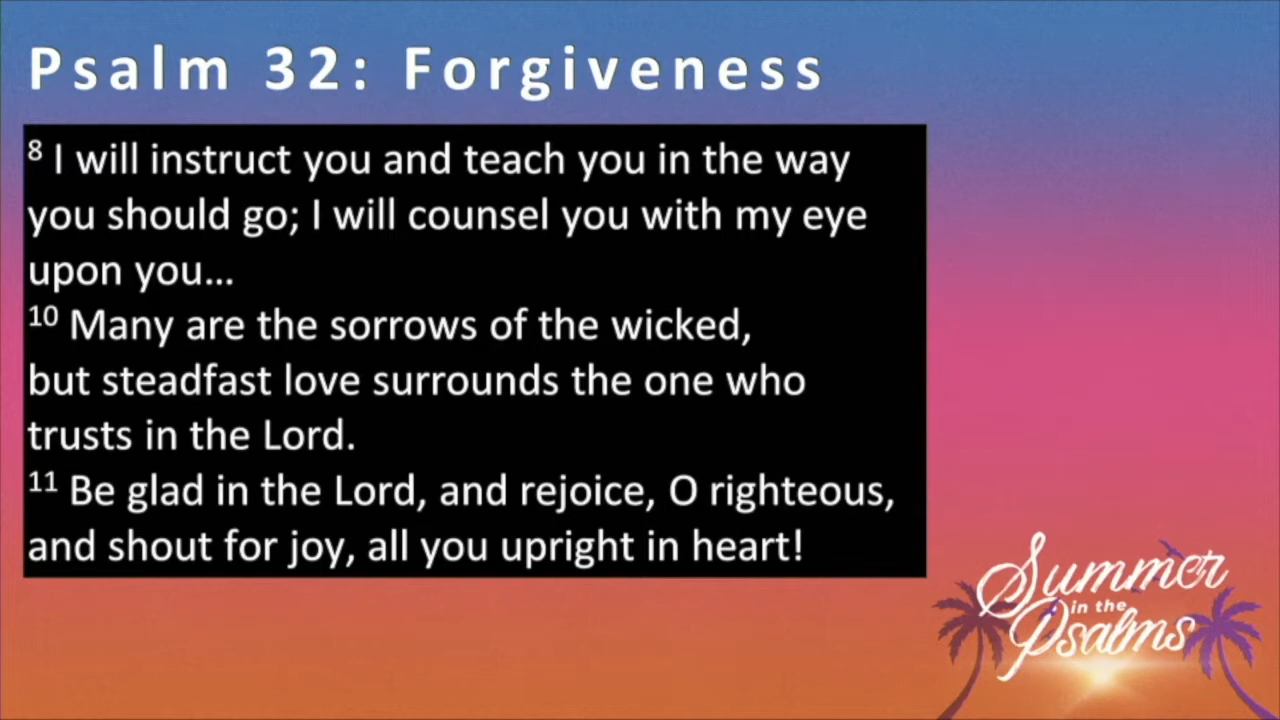 Psalm 32: Forgiveness
8 I will instruct you and teach you in the way
you should go; I will counsel you with my eye
upon you…
10 Many are the sorrows of the wicked,
but steadfast love surrounds the one who
trusts in the Lord.
11 Be glad in the Lord, and rejoice, O righteous,
and shout for joy, all you upright in heart!
Summer
in the
Psalms